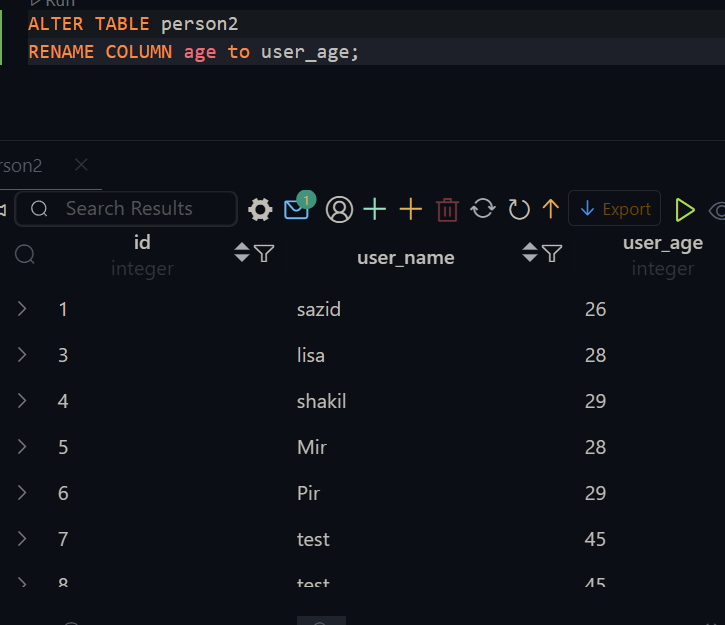 Run
ALTER TABLE person2
RENAME COLUMN age to user_age;
rson2
Search Results
1
Export
id
integer
user_name
user_age
integer
1 sazid 26
3 lisa 28
4 shakil 29
5 Mir 28
6 Pir 29
7 test 45
8 test 45